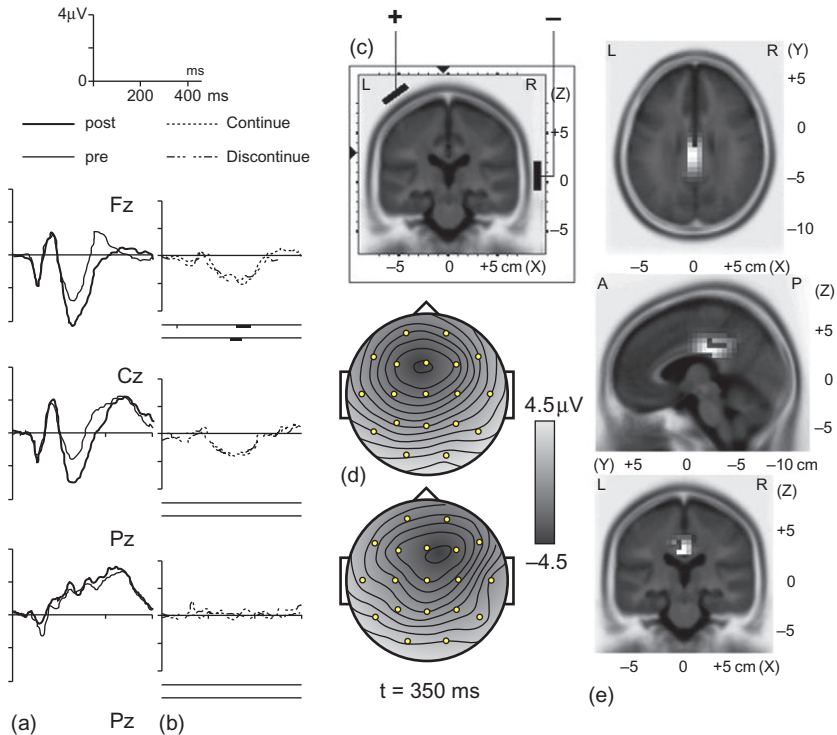 4µV
0
ms
200 400 ms
post
pre
Continue
Discontinue
Fz
Cz
Pz
Pz
(a)
(b)
(c)
+
–
L R
(Z)
+5
0
–5
–5 0 +5 cm (X)
4.5 µV
–4.5
(d)
t = 350 ms
L R
(Y)
+5
0
–5
–10
–5 0 +5 cm (X)
A P
(Z)
+5
0
–5
(Y) +5 0 –5 –10 cm
L R
(Z)
+5
0
–5
–5 0 +5 cm (X)
(e)